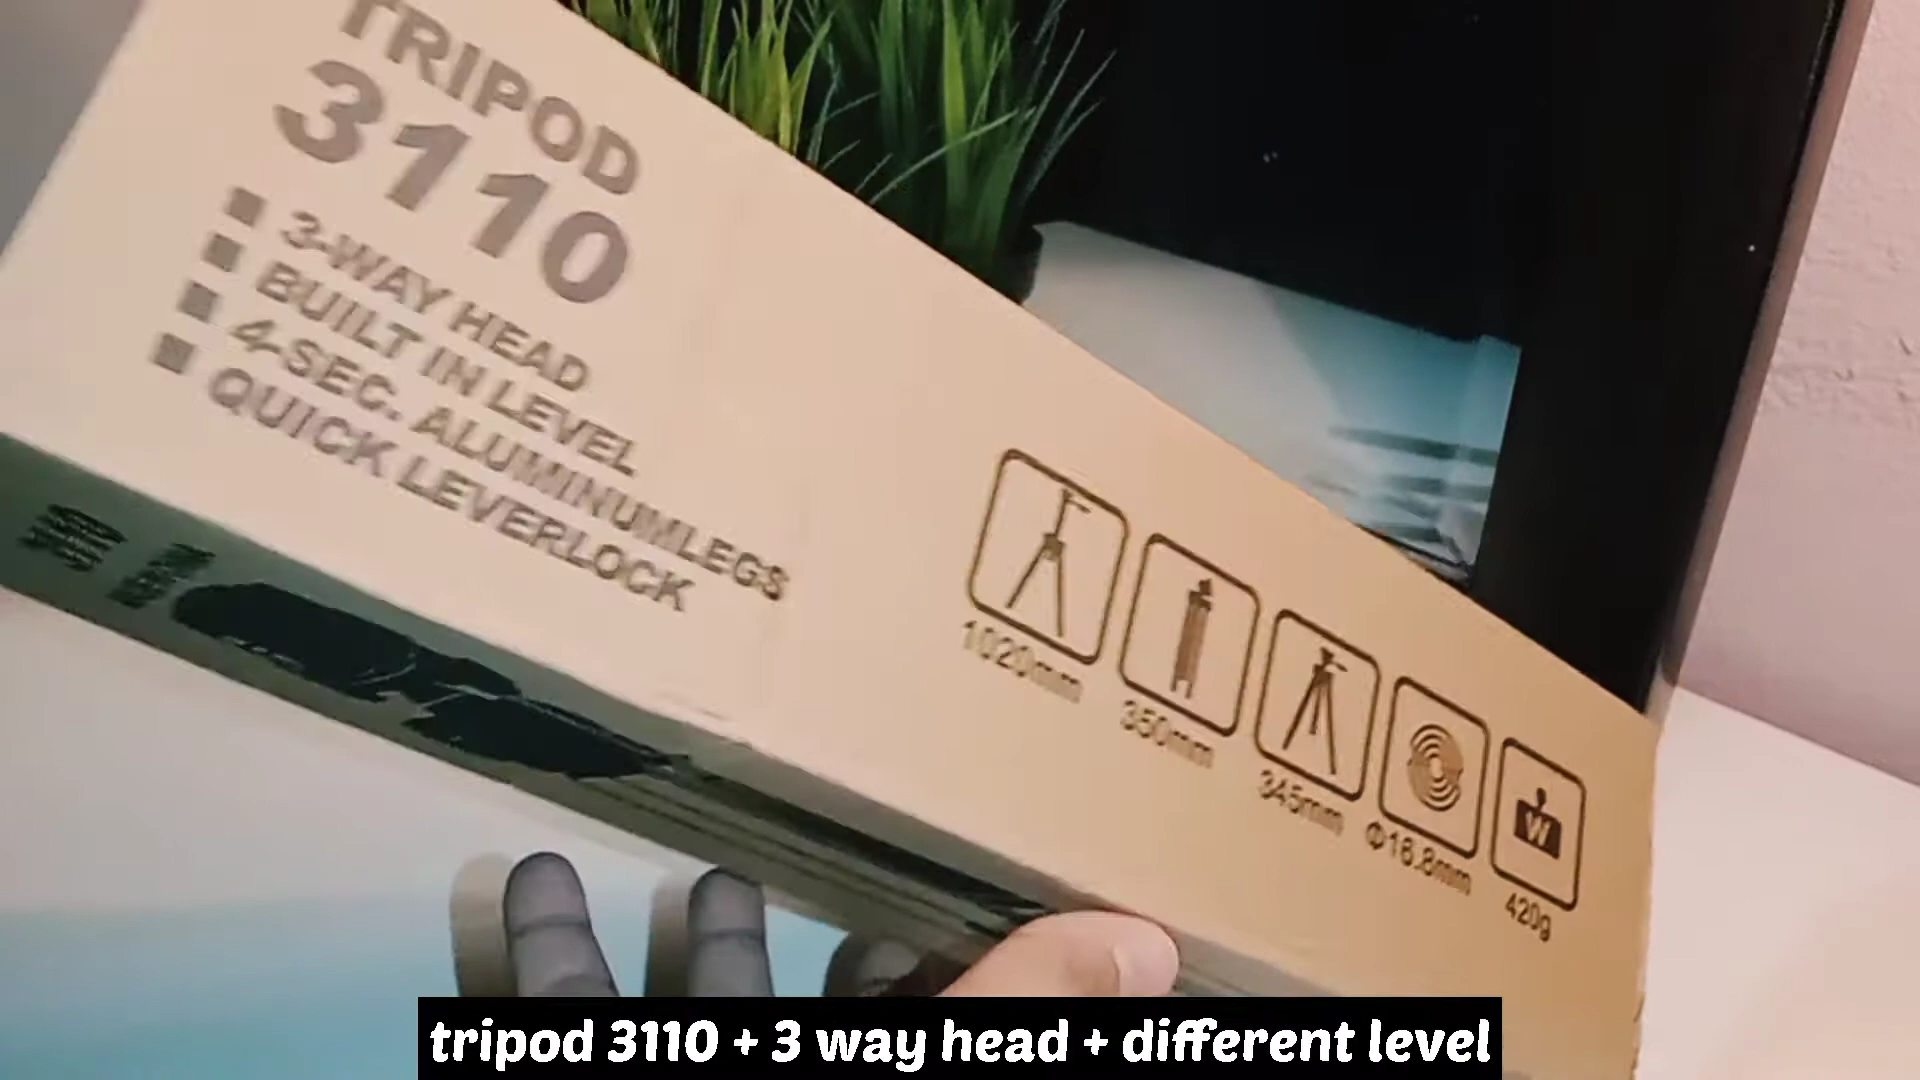 TRIPOD
3110
3-WAY HEAD
BUILT IN LEVEL
4-SEC. ALUMINUMLEGS
QUICK LEVERLOCK
1020mm
350mm
345mm
Φ16.8mm
W
420g
tripod 3110 + 3 way head + different level